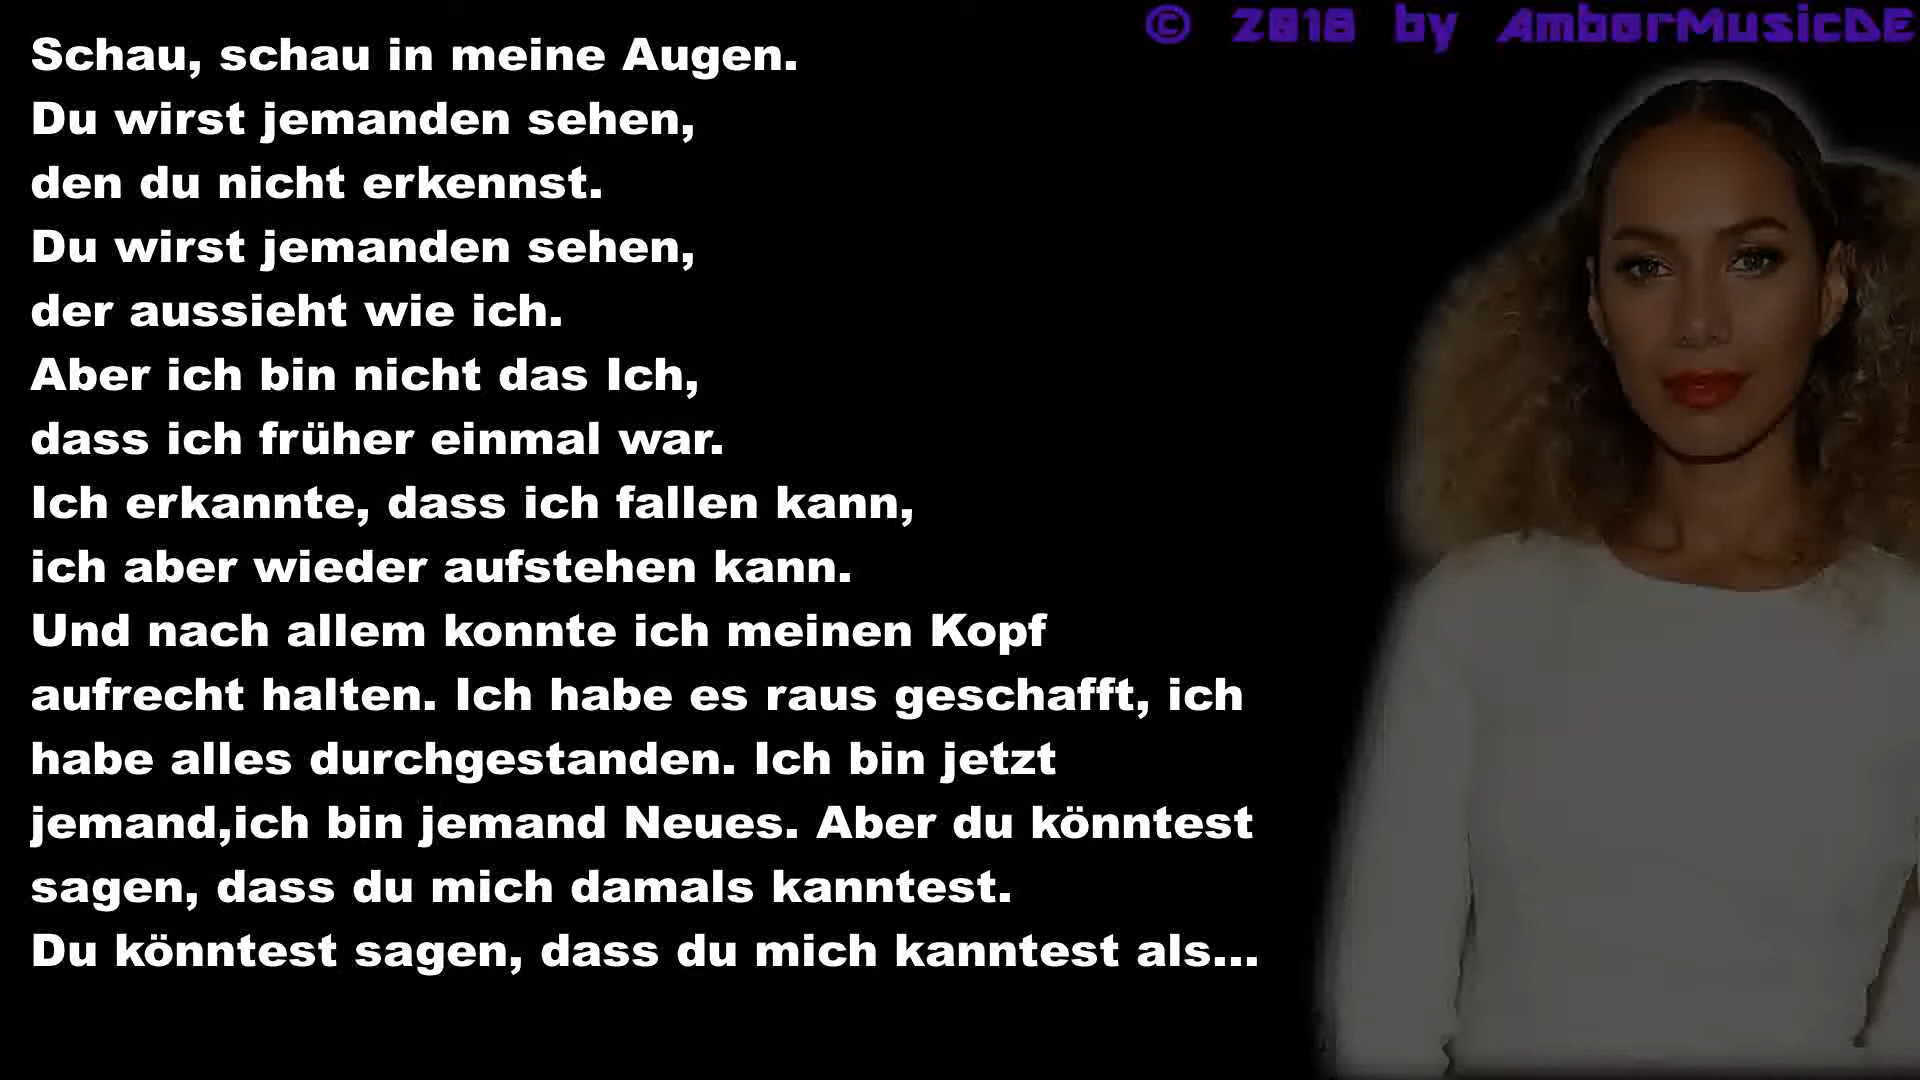 © 2018 by AmborMusicDE
Schau, schau in meine Augen.
Du wirst jemanden sehen,
den du nicht erkennst.
Du wirst jemanden sehen,
der aussieht wie ich.
Aber ich bin nicht das Ich,
dass ich früher einmal war.
Ich erkannte, dass ich fallen kann,
ich aber wieder aufstehen kann.
Und nach allem konnte ich meinen Kopf
aufrecht halten. Ich habe es raus geschafft, ich
habe alles durchgestanden. Ich bin jetzt
jemand,ich bin jemand Neues. Aber du könntest
sagen, dass du mich damals kanntest.
Du könntest sagen, dass du mich kanntest als...